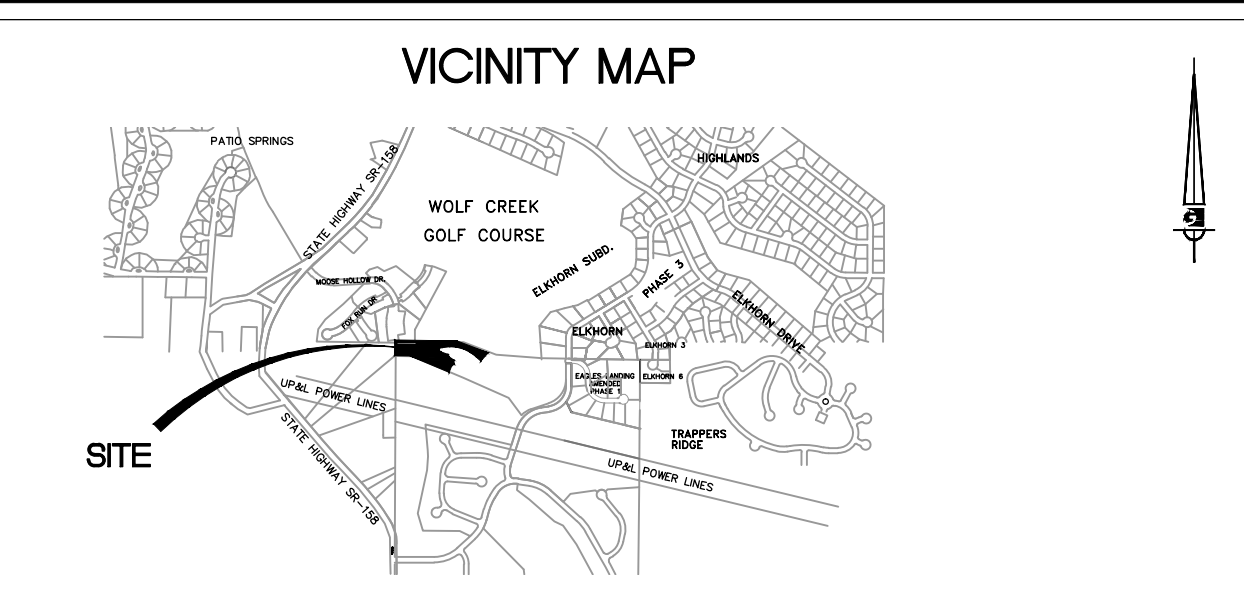 VICINITY MAP
PATIO SPRINGS
HIGHLANDS
STATE HIGHWAY SR-158
WOLF CREEK
GOLF COURSE
G
ELKHORN SUBD.
PHASE 3
MOOSE HOLLOW DR.
FOX RUN DR
ELKHORN DRIVE
ELKHORN
ELKHORN 3
EAGLES LANDING
AMENDED
PHASE 1
ELKHORN 6
UP&L POWER LINES
SITE
STATE HIGHWAY SR-158
TRAPPERS
RIDGE
UP&L POWER LINES